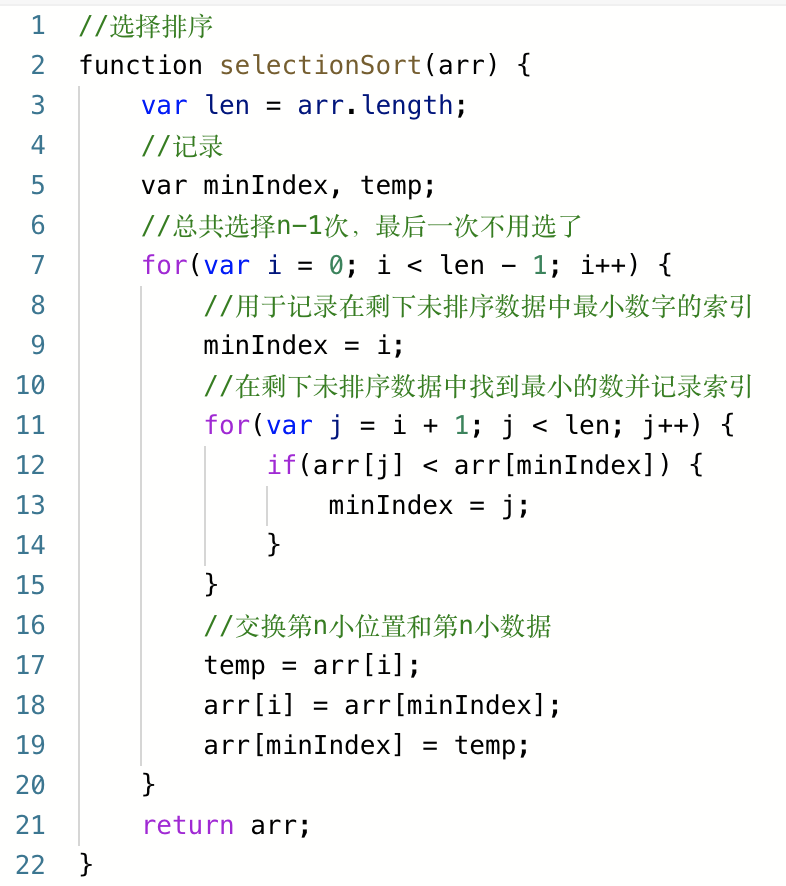 1 //选择排序
2 function selectionSort(arr) {
3     var len = arr.length;
4     //记录
5     var minIndex, temp;
6     //总共选择n-1次，最后一次不用选了
7     for(var i = 0; i < len - 1; i++) {
8         //用于记录在剩下未排序数据中最小数字的索引
9         minIndex = i;
10         //在剩下未排序数据中找到最小的数并记录索引
11         for(var j = i + 1; j < len; j++) {
12             if(arr[j] < arr[minIndex]) {
13                 minIndex = j;
14             }
15         }
16         //交换第n小位置和第n小数据
17         temp = arr[i];
18         arr[i] = arr[minIndex];
19         arr[minIndex] = temp;
20     }
21     return arr;
22 }